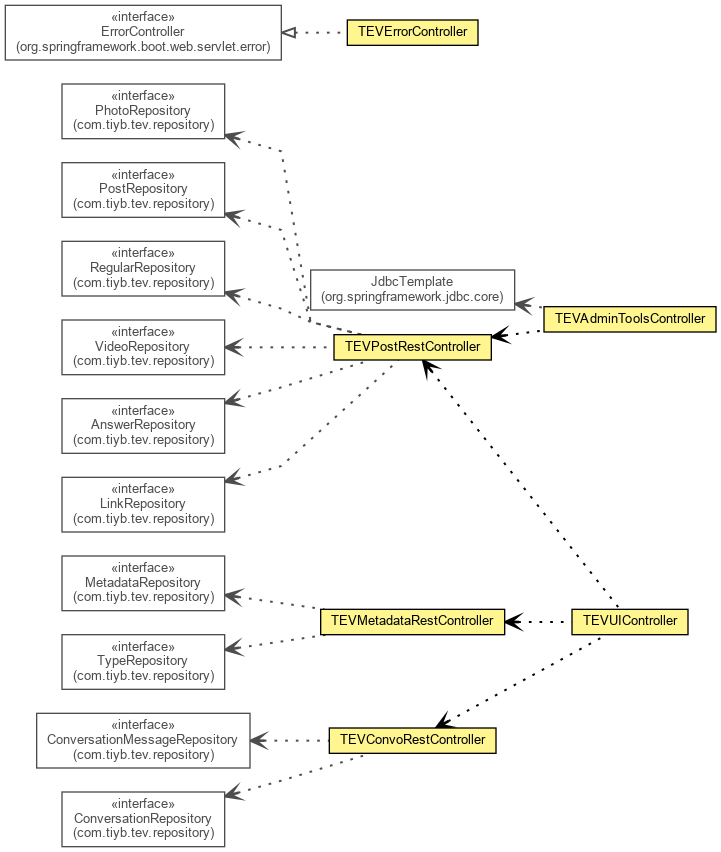 «interface»
ErrorController
(org.springframework.boot.web.servlet.error)
TEVErrorController
«interface»
PhotoRepository
(com.tiyb.tev.repository)
«interface»
PostRepository
(com.tiyb.tev.repository)
«interface»
RegularRepository
(com.tiyb.tev.repository)
JdbcTemplate
(org.springframework.jdbc.core)
TEVAdminToolsController
«interface»
VideoRepository
(com.tiyb.tev.repository)
TEVPostRestController
«interface»
AnswerRepository
(com.tiyb.tev.repository)
«interface»
LinkRepository
(com.tiyb.tev.repository)
«interface»
MetadataRepository
(com.tiyb.tev.repository)
TEVMetadataRestController
TEVUIController
«interface»
TypeRepository
(com.tiyb.tev.repository)
«interface»
ConversationMessageRepository
(com.tiyb.tev.repository)
TEVConvoRestController
«interface»
ConversationRepository
(com.tiyb.tev.repository)